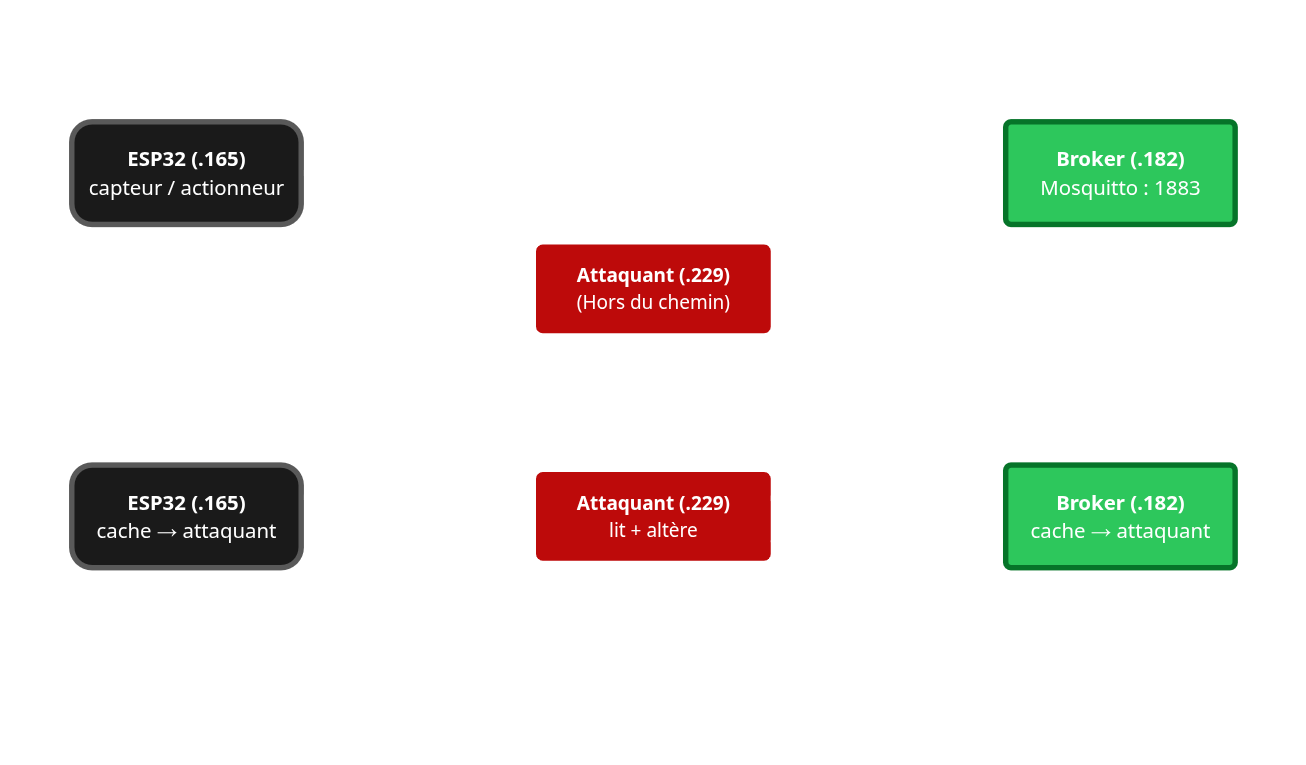 ESP32 (.165)
capteur / actionneur
Broker (.182)
Mosquitto : 1883
Attaquant (.229)
(Hors du chemin)
ESP32 (.165)
cache → attaquant
Attaquant (.229)
lit + altère
Broker (.182)
cache → attaquant